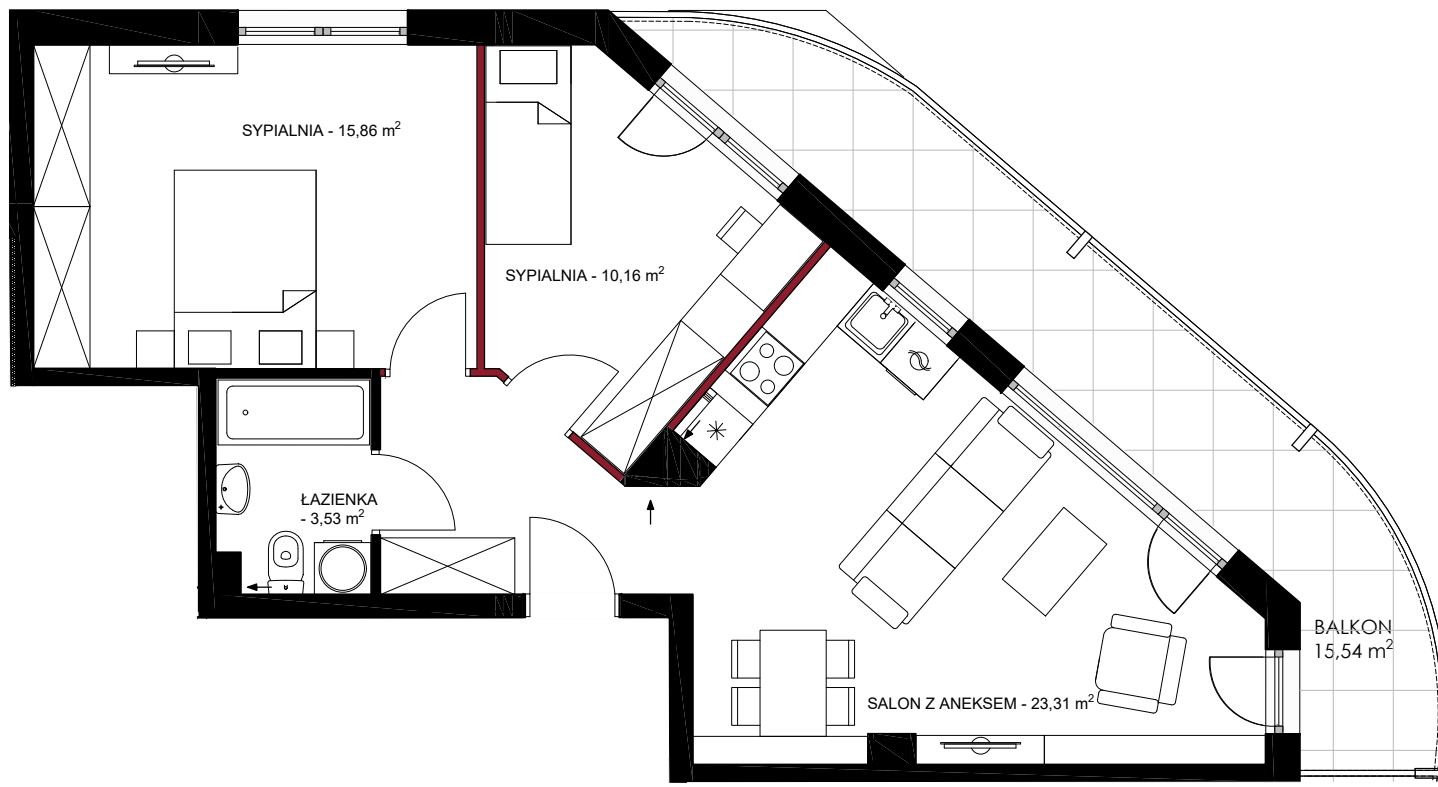 SYPIALNIA - 15,86 m²
SYPIALNIA - 10,16 m²
ŁAZIENKA
- 3,53 m²
BALKON
15,54 m²
SALON Z ANEKSEM - 23,31 m²